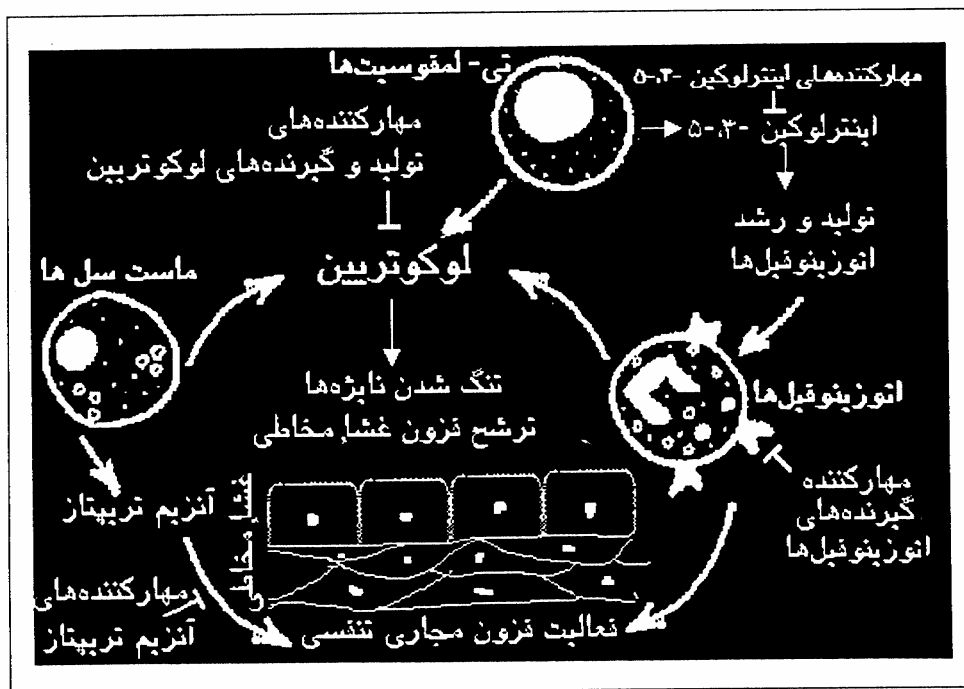 تی- لمفوسیت‌ها
مهارکننده‌های اینترلوکین -۳،-۵
اینترلوکین -۳،-۵
مهارکننده‌های
تولید و گیرنده‌های لوکوتریین
تولید و رشد
ائوزینوفیل‌ها
لوکوتریین
ماست سل ها
تنگ شدن نایژه‌ها
ترشح فزون غشاء مخاطی
ائوزینوفیل‌ها
مهارکننده
گیرنده‌های
ائوزینوفیل‌ها
آنزیم تریپتاز
غشاء مخاطی
مهارکننده‌های
آنزیم تریپتاز
فعالیت فزون مجاری تنفسی